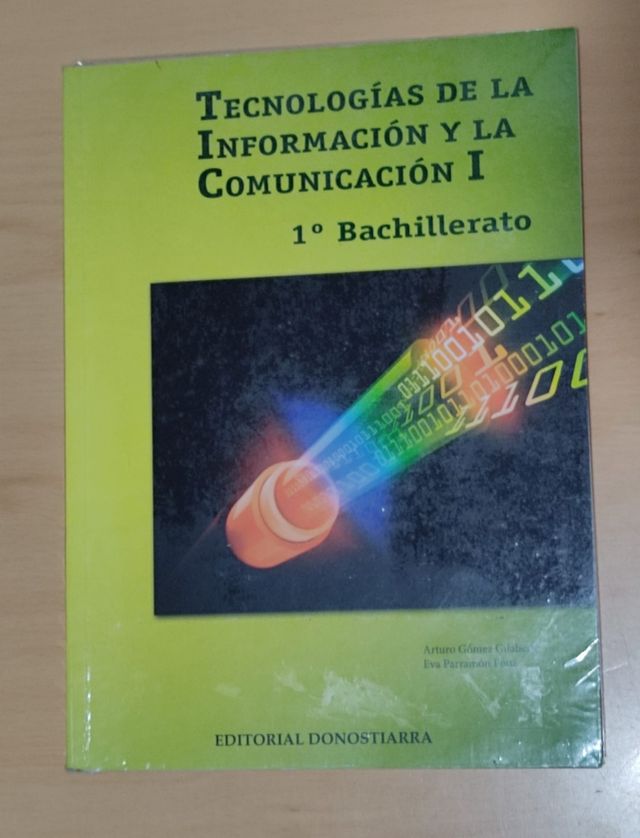 TECNOLOGÍAS DE LA
INFORMACIÓN Y LA
COMUNICACIÓN I
1º Bachillerato
Arturo Gómez
Eva Parramón
EDITORIAL DONOSTIARRA